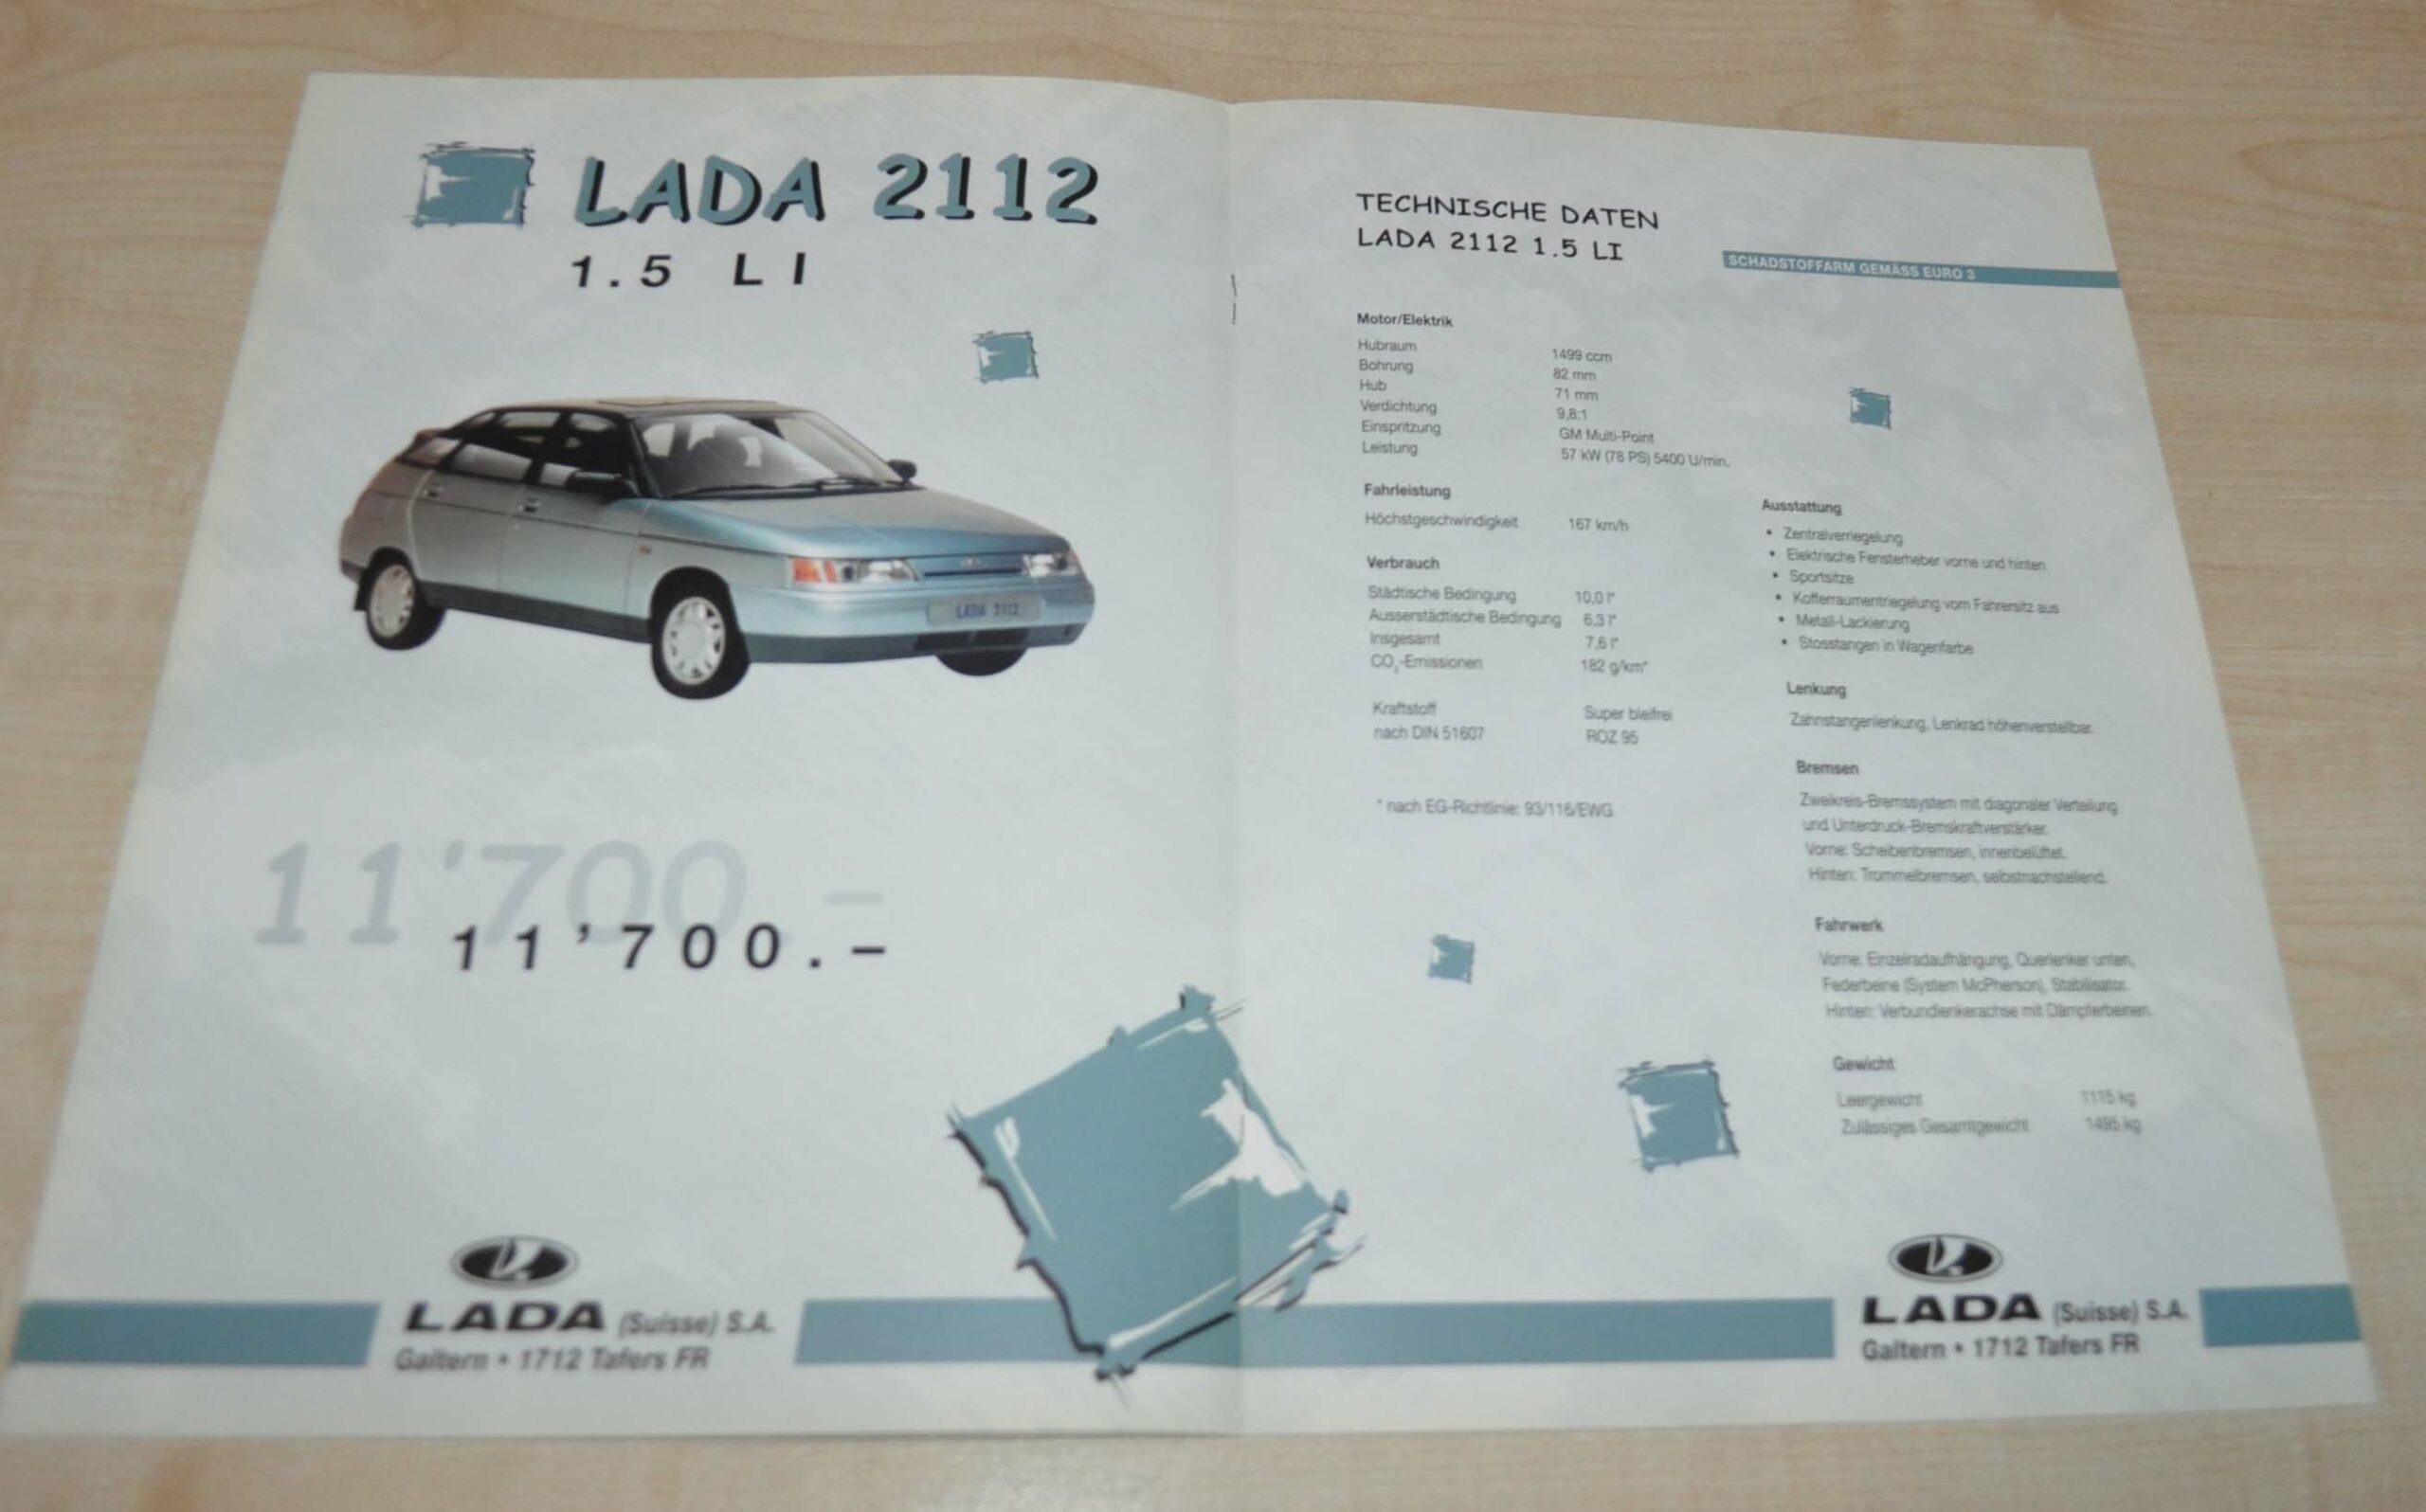 LADA 2112
1.5 LI
LADA 2112
11'700.–
11'700.–
LADA (Suisse) S.A.
Galtern • 1712 Tafers FR
TECHNISCHE DATEN
LADA 2112 1.5 LI
SCHADSTOFFARM GEMÄSS EURO 3
Motor/Elektrik
Hubraum 1499 ccm
Bohrung 82 mm
Hub 71 mm
Verdichtung 9,8:1
Einspritzung GM Multi-Point
Leistung 57 kW (78 PS) 5400 U/min.
Fahrleistung
Höchstgeschwindigkeit 167 km/h
Verbrauch
Städtische Bedingung 10,0 l*
Ausserstädtische Bedingung 6,3 l*
Insgesamt 7,6 l*
CO₂-Emissionen 182 g/km*
Kraftstoff Super bleifrei
nach DIN 51607 ROZ 95
* nach EG-Richtlinie: 93/116/EWG
Ausstattung
• Zentralverriegelung
• Elektrische Fensterheber vorne und hinten
• Sportsitze
• Kofferraumentriegelung vom Fahrersitz aus
• Metall-Lackierung
• Stosstangen in Wagenfarbe
Lenkung
Zahnstangenlenkung, Lenkrad höhenverstellbar.
Bremsen
Zweikreis-Bremssystem mit diagonaler Verteilung
und Unterdruck-Bremskraftverstärker.
Vorne: Scheibenbremsen, innenbelüftet.
Hinten: Trommelbremsen, selbstnachstellend.
Fahrwerk
Vorne: Einzelradaufhängung, Querlenker unten,
Federbeine (System McPherson), Stabilisator.
Hinten: Verbundlenkerachse mit Dämpferbeinen.
Gewicht
Leergewicht 1115 kg
Zulässiges Gesamtgewicht 1495 kg
LADA (Suisse) S.A.
Galtern • 1712 Tafers FR